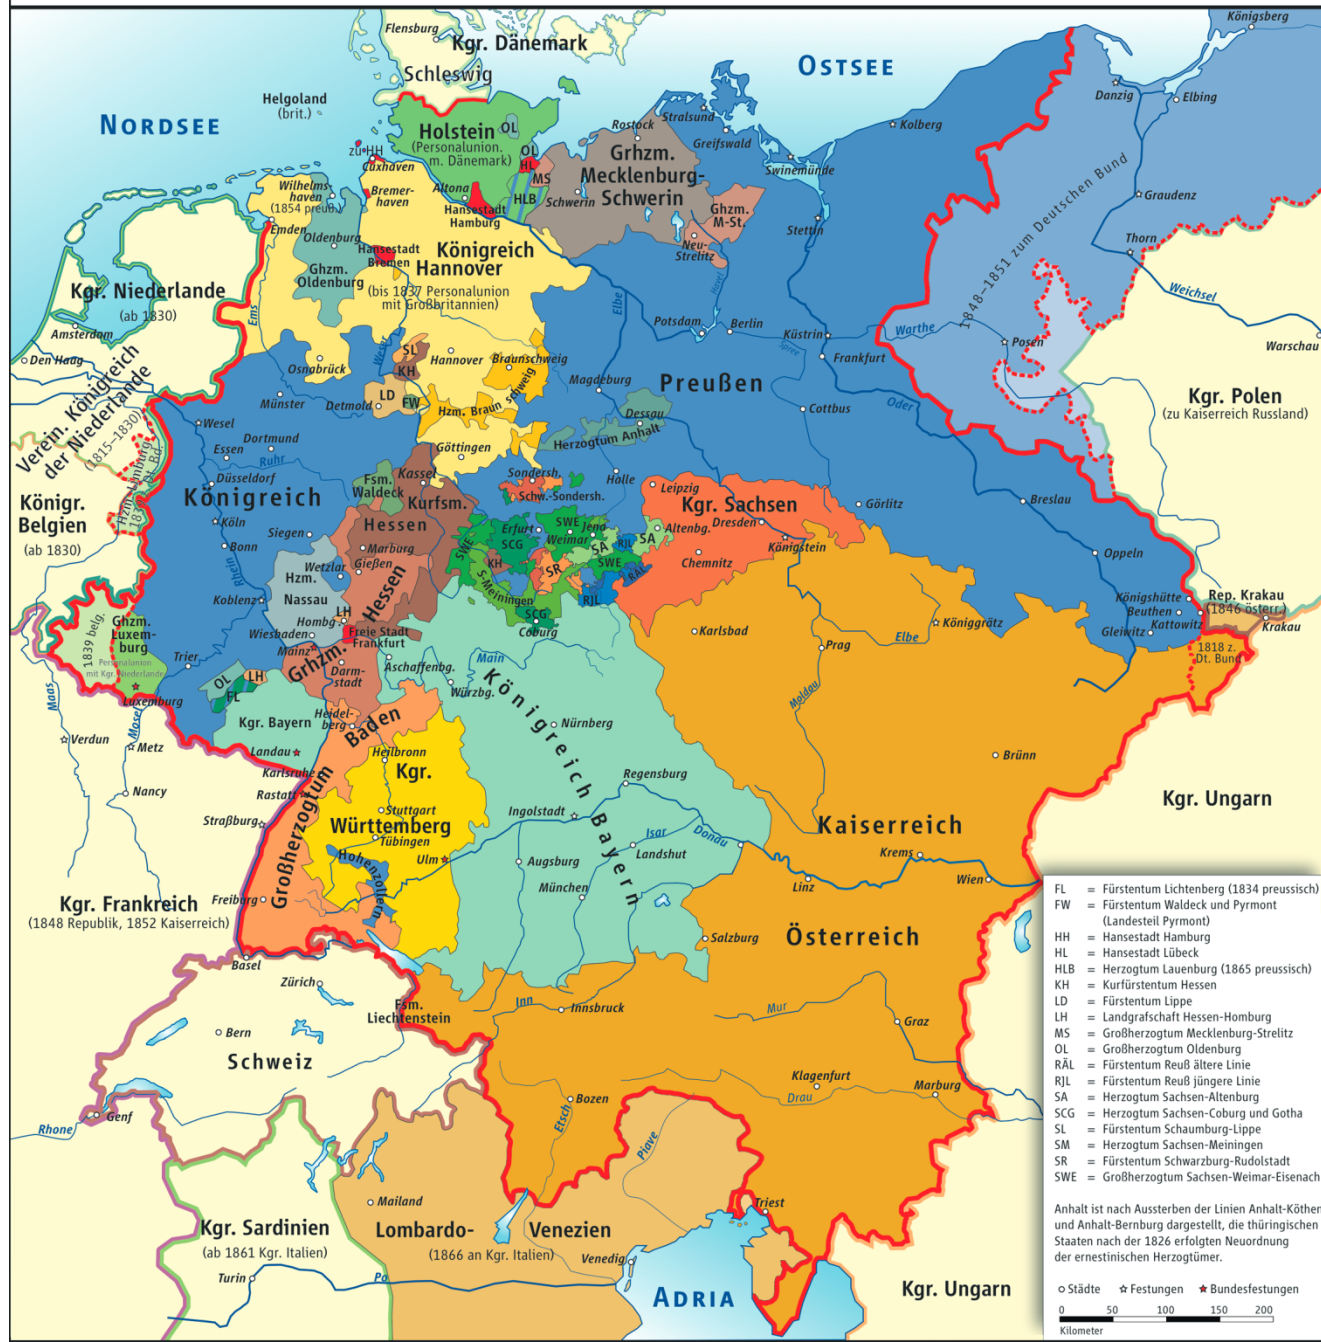 Flensburg
Kgr. Dänemark
Schleswig
OSTSEE
Königsberg
Danzig
Elbing
Helgoland
(brit.)
NORDSEE
Holstein
(Personalunion.
m. Dänemark)
OL
Rostock
Stralsund
Greifswald
Kolberg
Swinemünde
zu HH
Cuxhaven
OL
HL
MS
Grhzm.
Mecklenburg-
Schwerin
Schwerin
1848–1851 zum Deutschen Bund
Graudenz
Wilhelms-
haven
(1854 preuß.)
Bremer-
haven
Altona
Hansestadt
Hamburg
HLB
Ghzm.
M-St.
Stettin
Thorn
Emden
Oldenburg
Hansestadt
Bremen
Königreich
Hannover
(bis 1837 Personalunion
mit Großbritannien)
Neu-
Strelitz
Ghzm.
Oldenburg
Kgr. Niederlande
(ab 1830)
Amsterdam
Den Haag
Ems
Weser
Elbe
Havel
Potsdam
Berlin
Spree
Küstrin
Frankfurt
Warthe
Posen
Weichsel
Warschau
Osnabrück
SL
KH
Hannover
Braunschweig
Magdeburg
Preußen
Kgr. Polen
(zu Kaiserreich Russland)
Verein. Königreich
der Niederlande
(1815–1830)
Münster
Detmold
LD
FW
Hzm. Braunschweig
Dessau
Cottbus
Oder
Wesel
Dortmund
Essen
Ruhr
Göttingen
Herzogtum Anhalt
Düsseldorf
Königreich
Kassel
Fsm.
Waldeck
Kurfsm.
Hessen
Sondersh.
Schw.-Sondersh.
Halle
Leipzig
Kgr. Sachsen
Görlitz
Breslau
Königr.
Belgien
(ab 1830)
Hzm. Limburg
Köln
Bonn
Rhein
Siegen
Marburg
Gießen
Erfurt
SCG
SWE
Jena
Weimar
SA
RJL
SA
Altenbg.
Dresden
Königstein
Oppeln
Hzm.
Nassau
Wetzlar
SWE
KH
S-Meiningen
SR
SWE
RÄL
RJL
Chemnitz
Koblenz
LH
Hombg.
Hessen
SCG
Coburg
Königshütte
Beuthen
Kattowitz
Gleiwitz
Rep. Krakau
(1846 österr.)
Krakau
1839 belg.
Ghzm.
Luxem-
burg
Personalunion
mit Kgr. Niederlande
Luxemburg
Trier
Wiesbaden
Mainz
Freie Stadt
Frankfurt
Grhzm.
Darm-
stadt
Aschaffenbg.
Main
Würzbg.
Karlsbad
Prag
Elbe
Königgrätz
1818 z.
Dt. Bund
OL
LH
FL
Maas
Mosel
Kgr. Bayern
Heidel-
berg
Baden
Königreich Bayern
Nürnberg
Moldau
Brünn
Verdun
Metz
Landau
Heilbronn
Kgr.
Württemberg
Nancy
Karlsruhe
Rastatt
Straßburg
Großherzogtum
Stuttgart
Tübingen
Hohenzollern
Ulm
Regensburg
Ingolstadt
Isar
Donau
Landshut
Augsburg
München
Kgr. Ungarn
Kaiserreich
Krems
Linz
Wien
Kgr. Frankreich
(1848 Republik, 1852 Kaiserreich)
Freiburg
Salzburg
Österreich
Basel
Zürich
Fsm.
Liechtenstein
Inn
Innsbruck
Mur
Graz
Bern
Schweiz
Klagenfurt
Drau
Marburg
Bozen
Etsch
Piave
Genf
Rhone
Mailand
Lombardo-
Venezien
(1866 an Kgr. Italien)
Triest
Kgr. Sardinien
(ab 1861 Kgr. Italien)
Venedig
Turin
Po
ADRIA
Kgr. Ungarn
FL = Fürstentum Lichtenberg (1834 preussisch)
FW = Fürstentum Waldeck und Pyrmont
(Landesteil Pyrmont)
HH = Hansestadt Hamburg
HL = Hansestadt Lübeck
HLB = Herzogtum Lauenburg (1865 preussisch)
KH = Kurfürstentum Hessen
LD = Fürstentum Lippe
LH = Landgrafschaft Hessen-Homburg
MS = Großherzogtum Mecklenburg-Strelitz
OL = Großherzogtum Oldenburg
RÄL = Fürstentum Reuß ältere Linie
RJL = Fürstentum Reuß jüngere Linie
SA = Herzogtum Sachsen-Altenburg
SCG = Herzogtum Sachsen-Coburg und Gotha
SL = Fürstentum Schaumburg-Lippe
SM = Herzogtum Sachsen-Meiningen
SR = Fürstentum Schwarzburg-Rudolstadt
SWE = Großherzogtum Sachsen-Weimar-Eisenach
Anhalt ist nach Aussterben der Linien Anhalt-Köthen
und Anhalt-Bernburg dargestellt, die thüringischen
Staaten nach der 1826 erfolgten Neuordnung
der ernestinischen Herzogtümer.
Städte Festungen Bundesfestungen
0 50 100 150 200
Kilometer